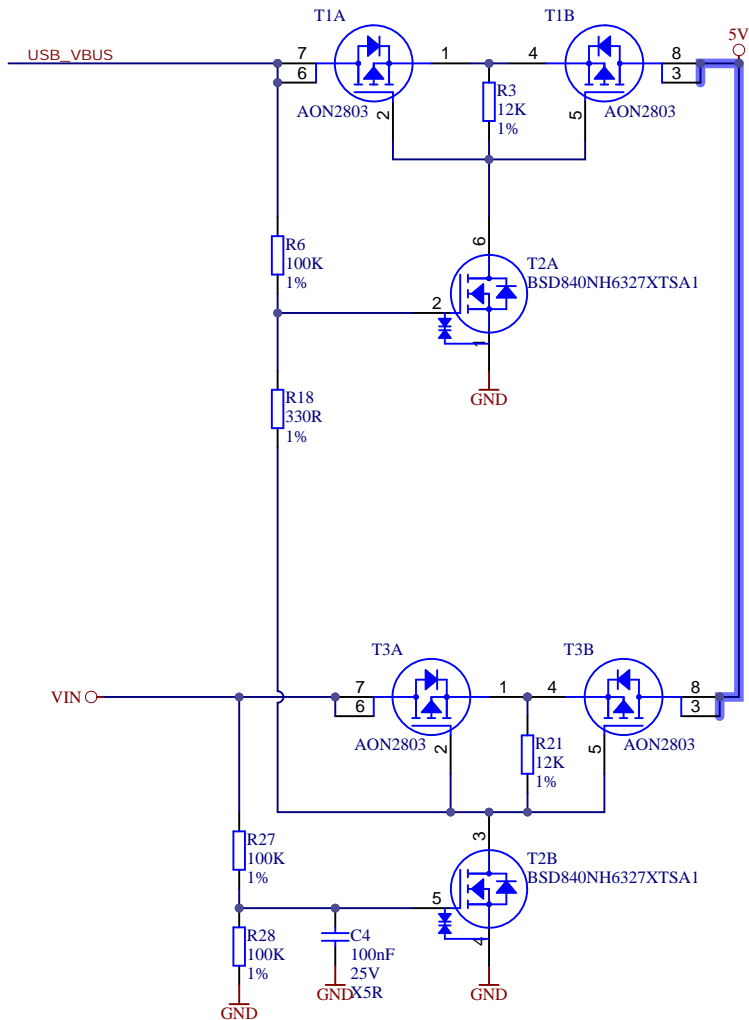 T1A
T1B
5V
USB_VBUS
7
1
4
8
6
3
R3
12K
1%
2
5
AON2803
AON2803
6
R6
100K
1%
T2A
BSD840NH6327XTSA1
2
1
GND
R18
330R
1%
T3A
T3B
VIN
7
1
4
8
6
3
R21
12K
1%
2
5
AON2803
AON2803
3
R27
100K
1%
T2B
BSD840NH6327XTSA1
5
4
R28
100K
1%
C4
100nF
25V
X5R
GND
GND
GND